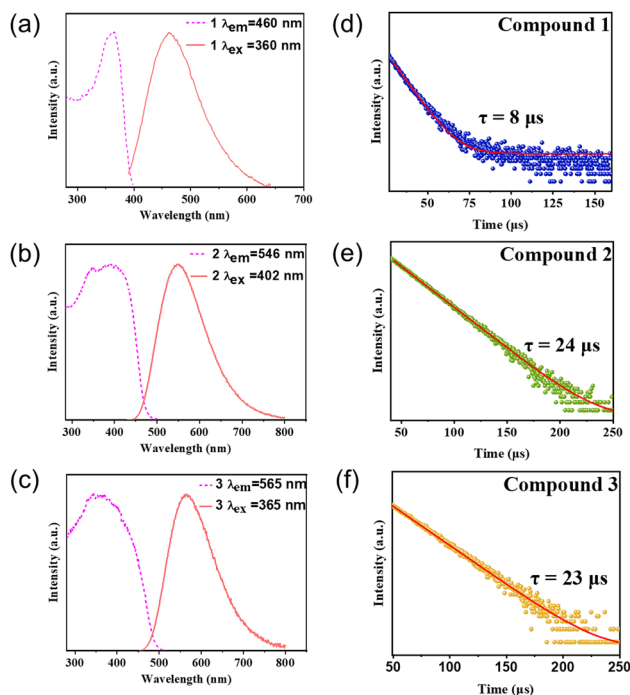 (a)
1 λem=460 nm
1 λex =360 nm
Intensity (a.u.)
300 400 500 600 700
Wavelength (nm)
(d)
Compound 1
τ = 8 μs
Intensity (a.u.)
50 75 100 125 150
Time (μs)
(b)
2 λem=546 nm
2 λex =402 nm
Intensity (a.u.)
300 400 500 600 700 800
Wavelength (nm)
(e)
Compound 2
τ = 24 μs
Intensity (a.u.)
50 100 150 200 250
Time (μs)
(c)
3 λem=565 nm
3 λex =365 nm
Intensity (a.u.)
300 400 500 600 700 800
Wavelength (nm)
(f)
Compound 3
τ = 23 μs
Intensity (a.u.)
50 100 150 200 250
Time (μs)